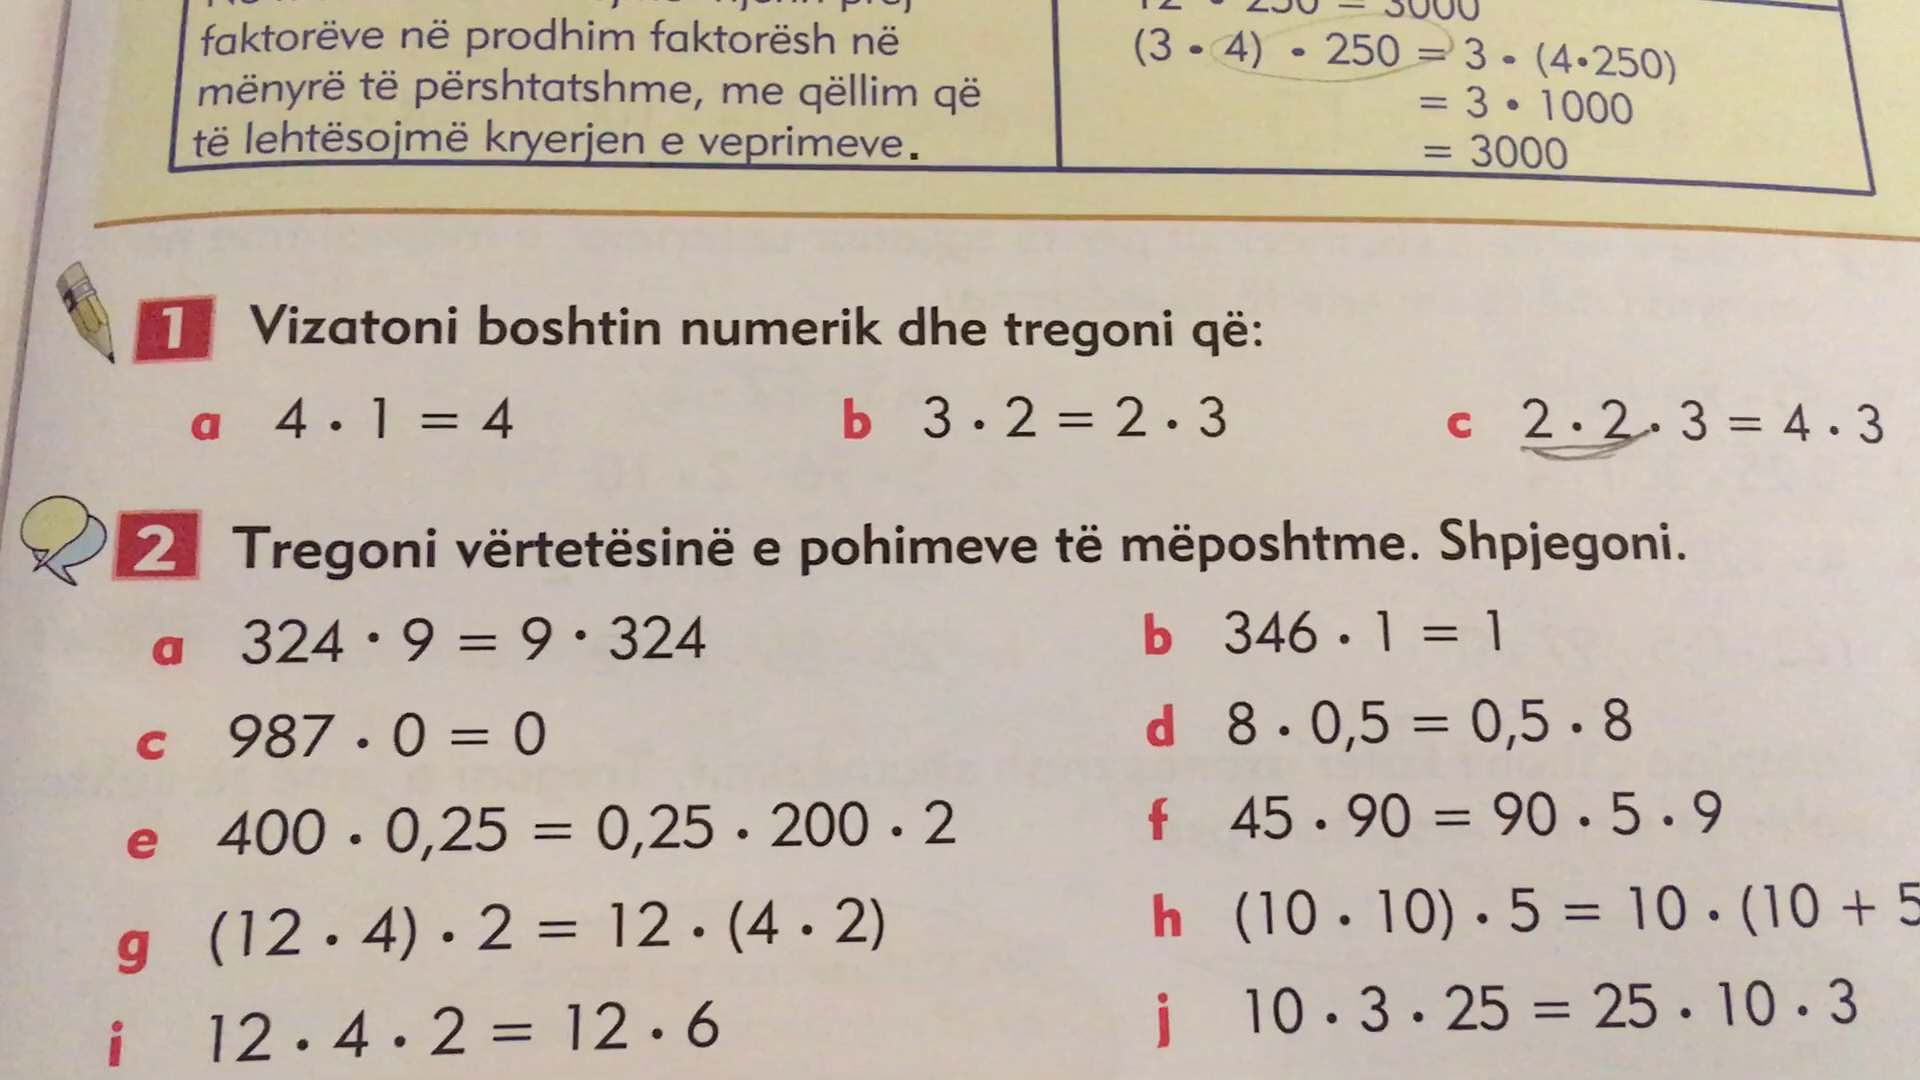 faktorëve në prodhim faktorësh në
mënyrë të përshtatshme, me qëllim që
të lehtësojmë kryerjen e veprimeve.
12 • 250 = 3000
(3 • 4) • 250 = 3 • (4•250)
= 3 • 1000
= 3000
1 Vizatoni boshtin numerik dhe tregoni që:
a 4 · 1 = 4 b 3 · 2 = 2 · 3 c 2 · 2 · 3 = 4 · 3
2 Tregoni vërtetësinë e pohimeve të mëposhtme. Shpjegoni.
a 324 · 9 = 9 · 324 b 346 · 1 = 1
c 987 · 0 = 0 d 8 · 0,5 = 0,5 · 8
e 400 · 0,25 = 0,25 · 200 · 2 f 45 · 90 = 90 · 5 · 9
g (12 · 4) · 2 = 12 · (4 · 2) h (10 · 10) · 5 = 10 · (10 + 5
i 12 · 4 · 2 = 12 · 6 j 10 · 3 · 25 = 25 · 10 · 3